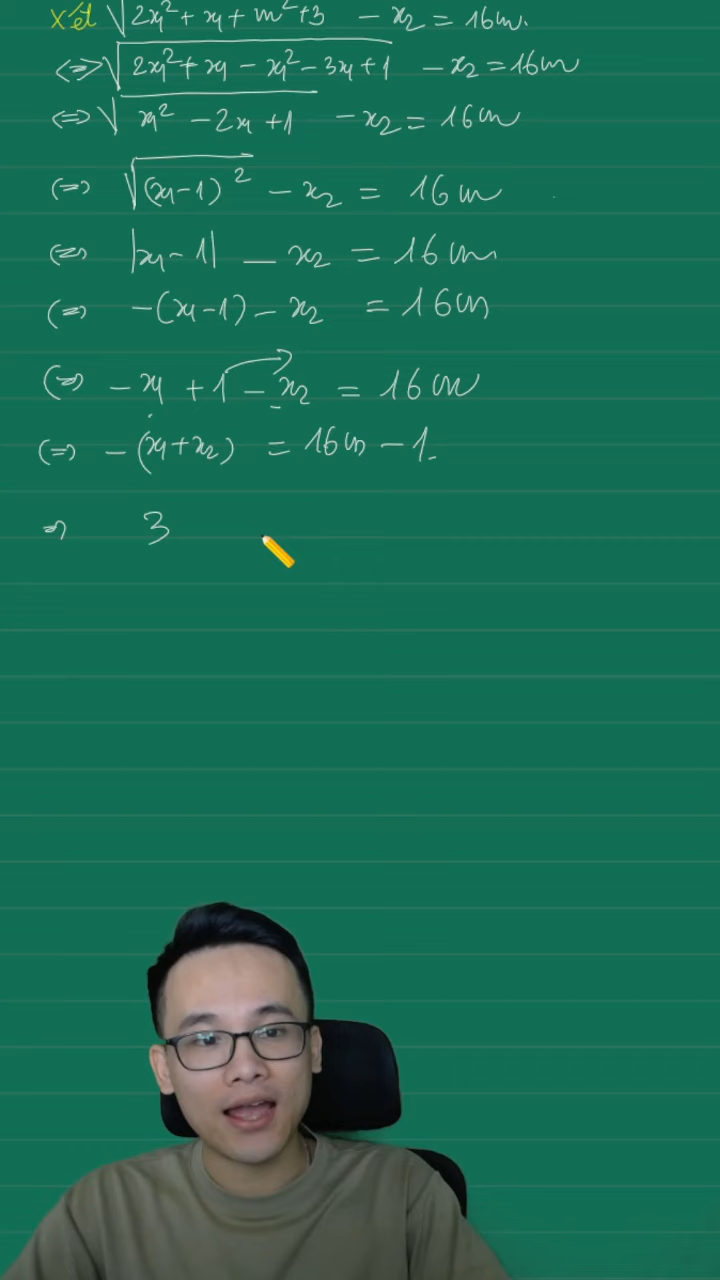 xét √2x₁² + x₁ + m² + 3 - x₂ = 16m.
⇔ √2x₁² + x₁ - x₁² - 3x₁ + 1 - x₂ = 16m
⇔ √x₁² - 2x₁ + 1 - x₂ = 16m
⇔ √(x₁ - 1)² - x₂ = 16m
⇔ |x₁ - 1| - x₂ = 16m
⇔ -(x₁ - 1) - x₂ = 16m
⇔ - x₁ + 1 - x₂ = 16m
⇔ - (x₁ + x₂) = 16m - 1.
⇒ 3